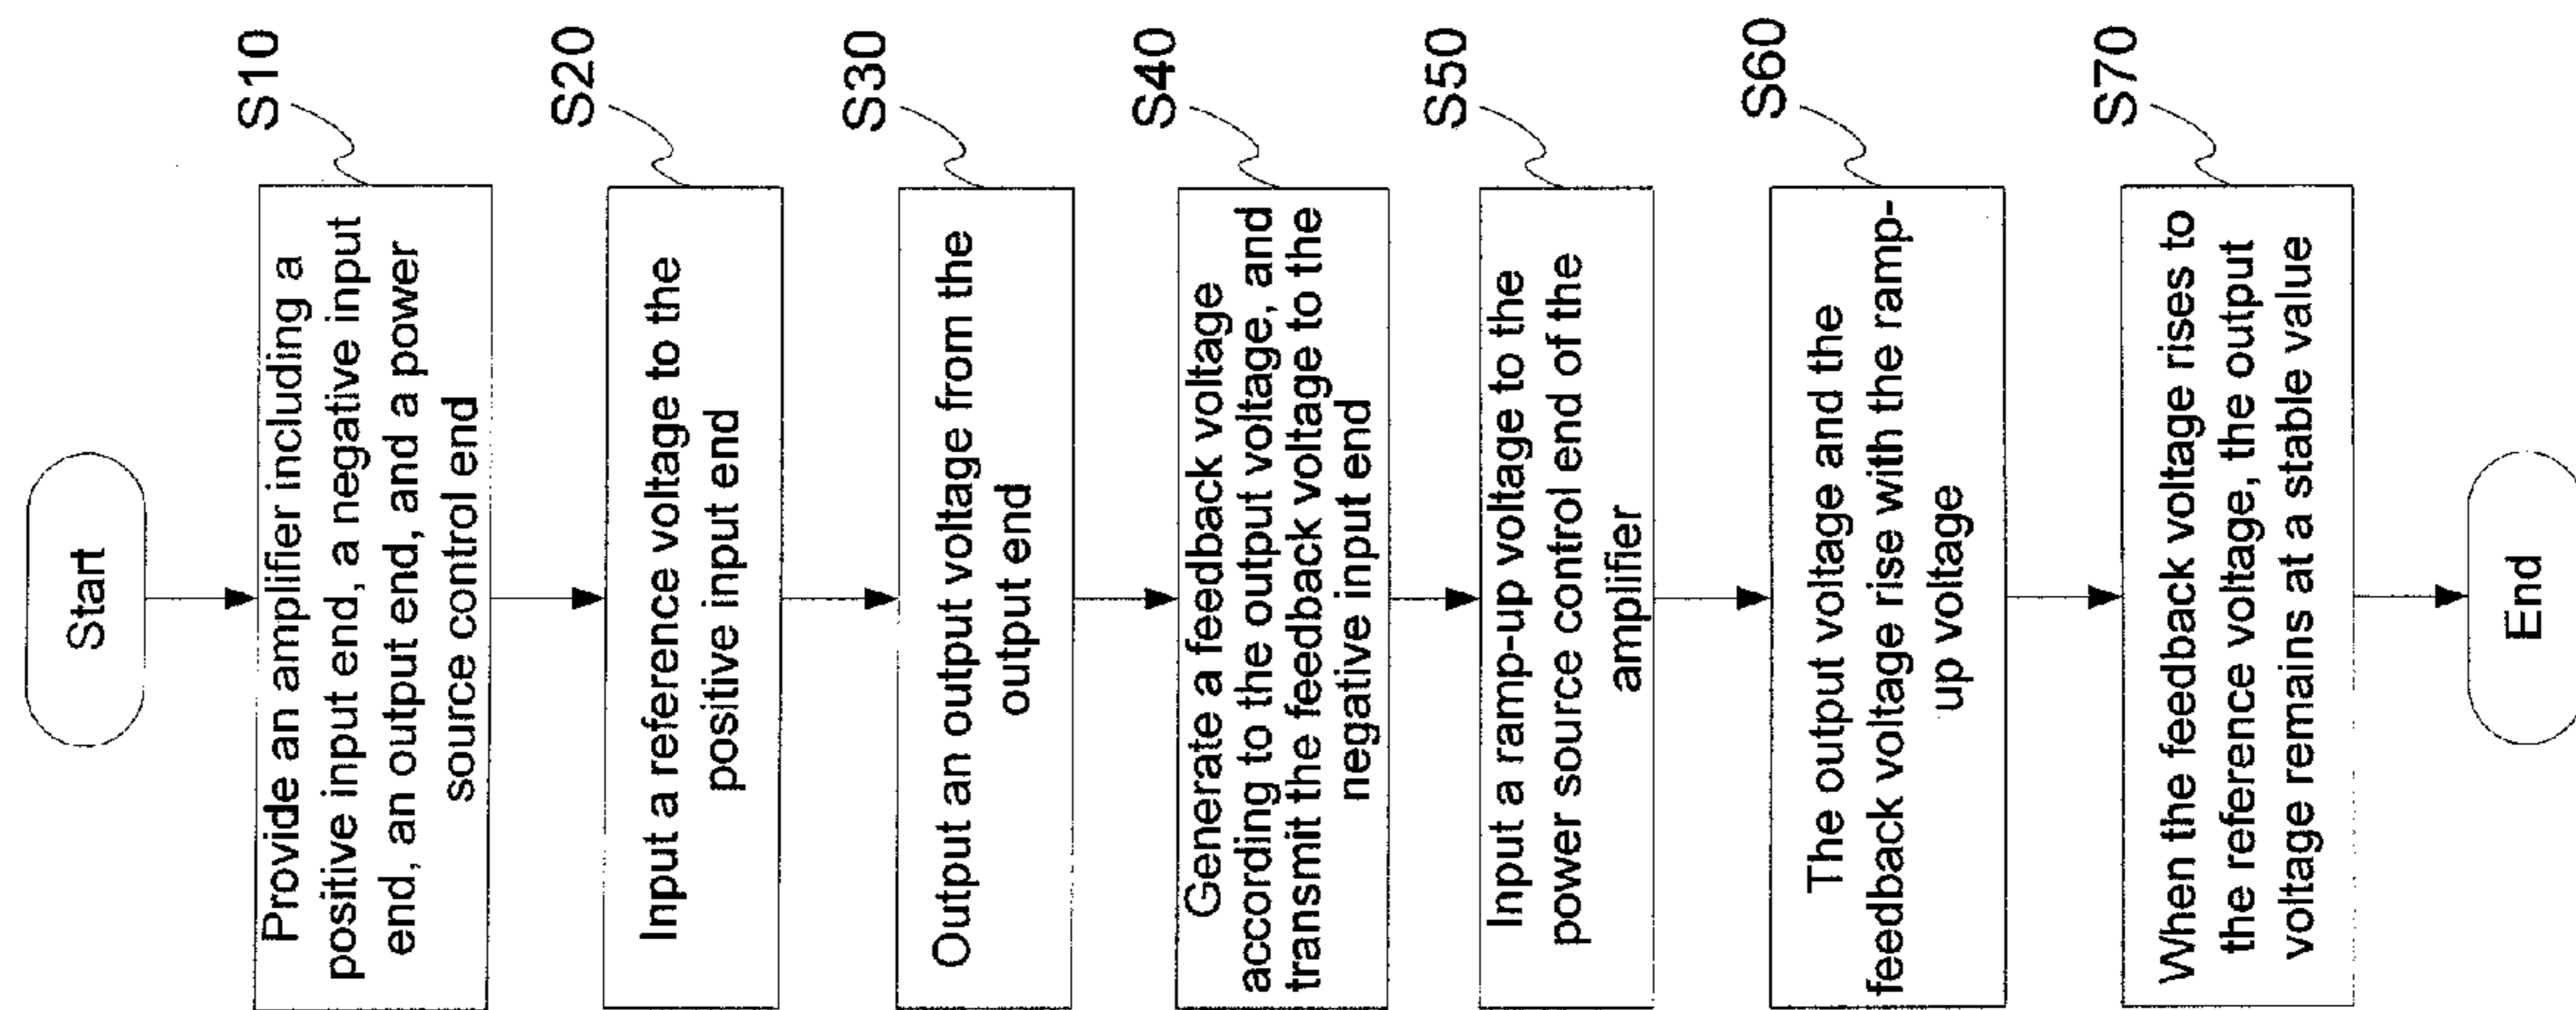 Start
S10
Provide an amplifier including a
positive input end, a negative input
end, an output end, and a power
source control end
S20
Input a reference voltage to the
positive input end
S30
Output an output voltage from the
output end
S40
Generate a feedback voltage
according to the output voltage, and
transmit the feedback voltage to the
negative input end
S50
Input a ramp-up voltage to the
power source control end of the
amplifier
S60
The output voltage and the
feedback voltage rise with the ramp-
up voltage
S70
When the feedback voltage rises to
the reference voltage, the output
voltage remains at a stable value
End